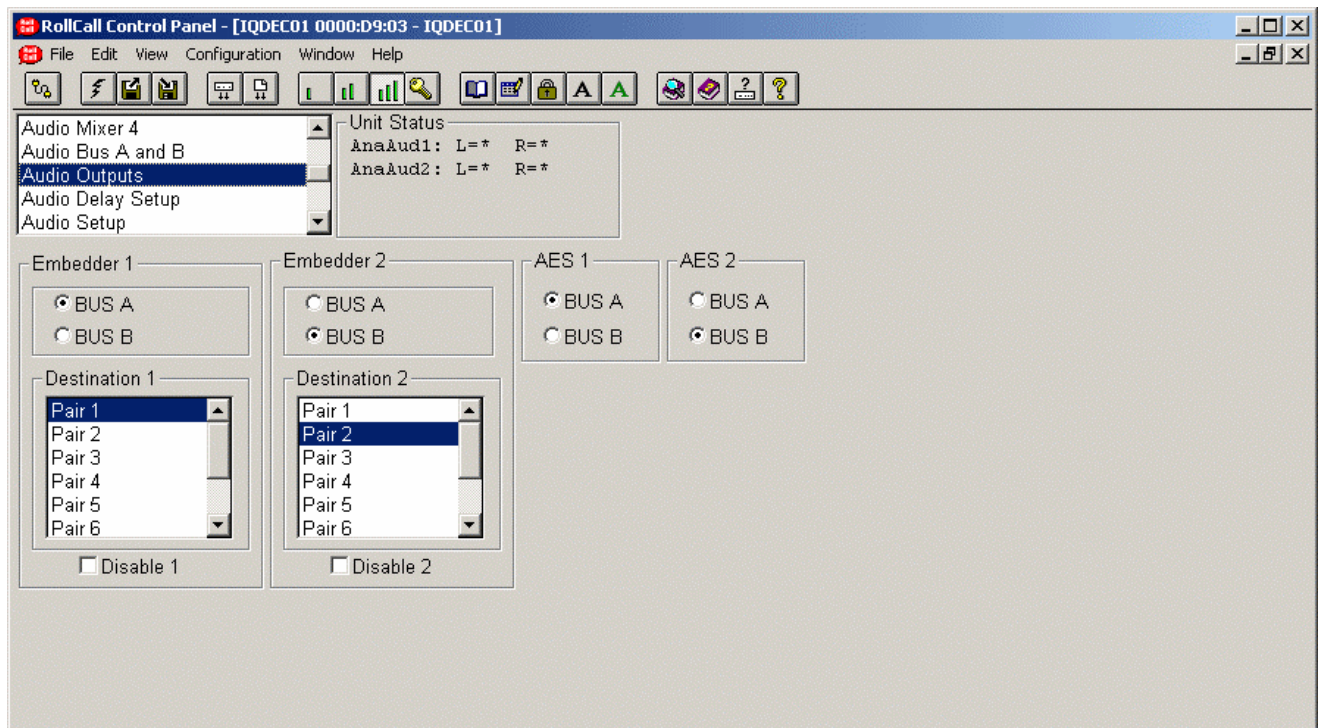 RollCall Control Panel - [IQDEC01 0000:D9:03 - IQDEC01]
File Edit View Configuration Window Help
A A ? ?
Audio Mixer 4
Audio Bus A and B
Audio Outputs
Audio Delay Setup
Audio Setup
Unit Status
AnaAud1: L=* R=*
AnaAud2: L=* R=*
Embedder 1
BUS A
BUS B
Destination 1
Pair 1
Pair 2
Pair 3
Pair 4
Pair 5
Pair 6
Disable 1
Embedder 2
BUS A
BUS B
Destination 2
Pair 1
Pair 2
Pair 3
Pair 4
Pair 5
Pair 6
Disable 2
AES 1
BUS A
BUS B
AES 2
BUS A
BUS B